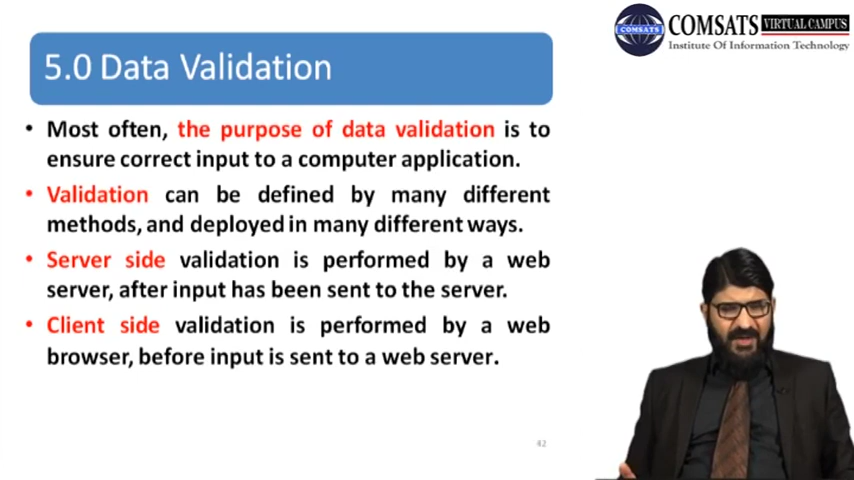 COMSATS VIRTUAL CAMPUS
COMSATS
Institute Of Information Technology
5.0 Data Validation
• Most often, the purpose of data validation is to
ensure correct input to a computer application.
• Validation can be defined by many different
methods, and deployed in many different ways.
• Server side validation is performed by a web
server, after input has been sent to the server.
• Client side validation is performed by a web
browser, before input is sent to a web server.
42